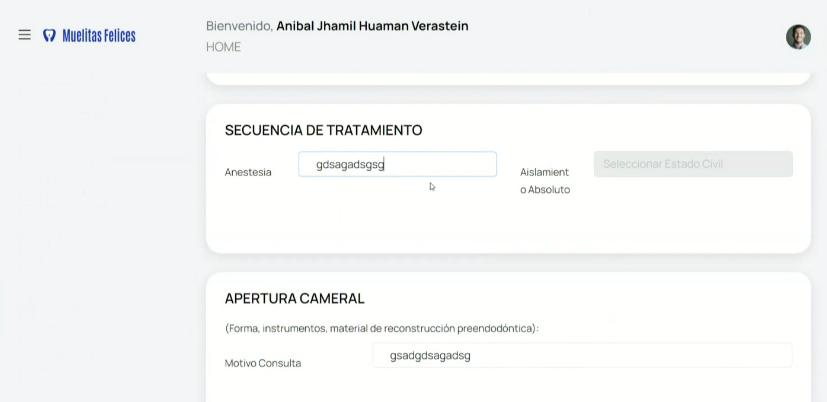 Muelitas Felices
Bienvenido, Anibal Jhamil Huaman Verastein
HOME
SECUENCIA DE TRATAMIENTO
Anestesia
gdsagadsgsg
Aislamient
o Absoluto
Seleccionar Estado Civil
APERTURA CAMERAL
(Forma, instrumentos, material de reconstrucción preendodóntica):
Motivo Consulta
gsadgdsagadsg